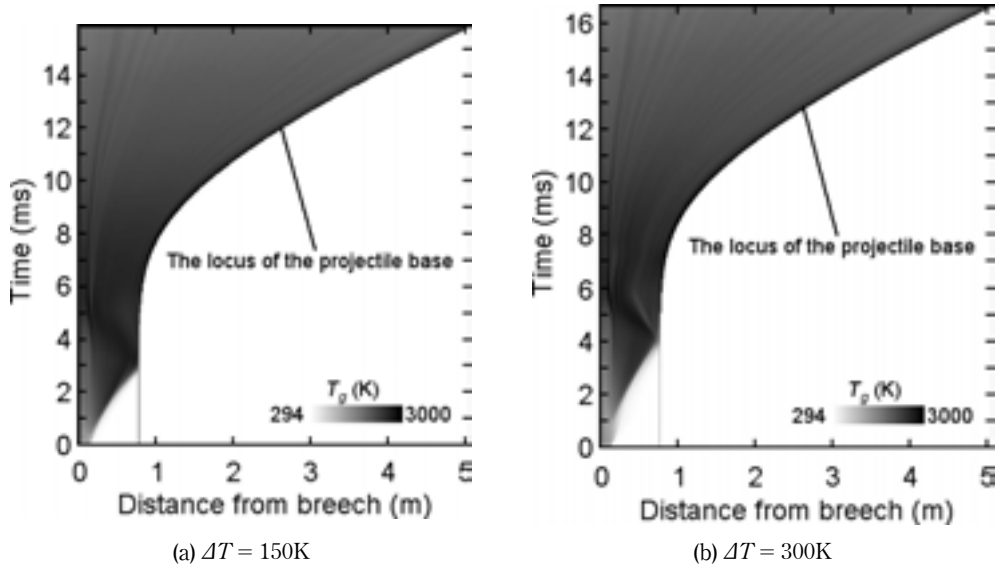 14
12
10
8
6
4
2
0
Time (ms)
The locus of the projectile base
T_g (K)
294 3000
0 1 2 3 4 5
Distance from breech (m)
(a) ΔT = 150K
16
14
12
10
8
6
4
2
0
Time (ms)
The locus of the projectile base
T_g (K)
294 3000
0 1 2 3 4 5
Distance from breech (m)
(b) ΔT = 300K